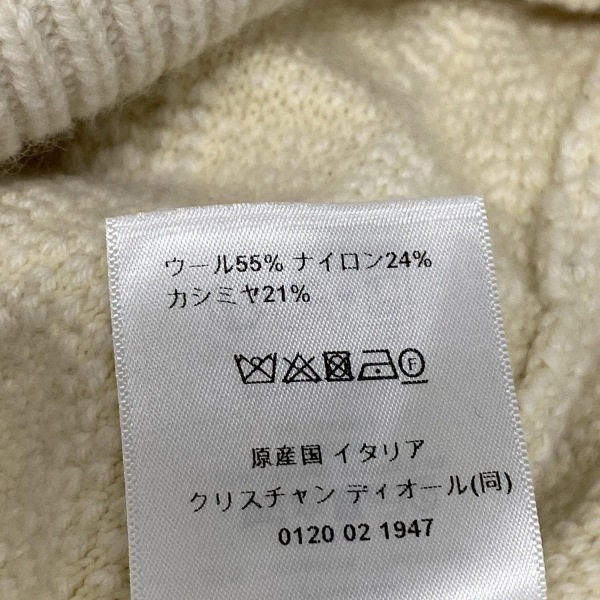 ウール55% ナイロン24%
カシミヤ21%
F
原産国 イタリア
クリスチャン ディオール(同)
0120 02 1947